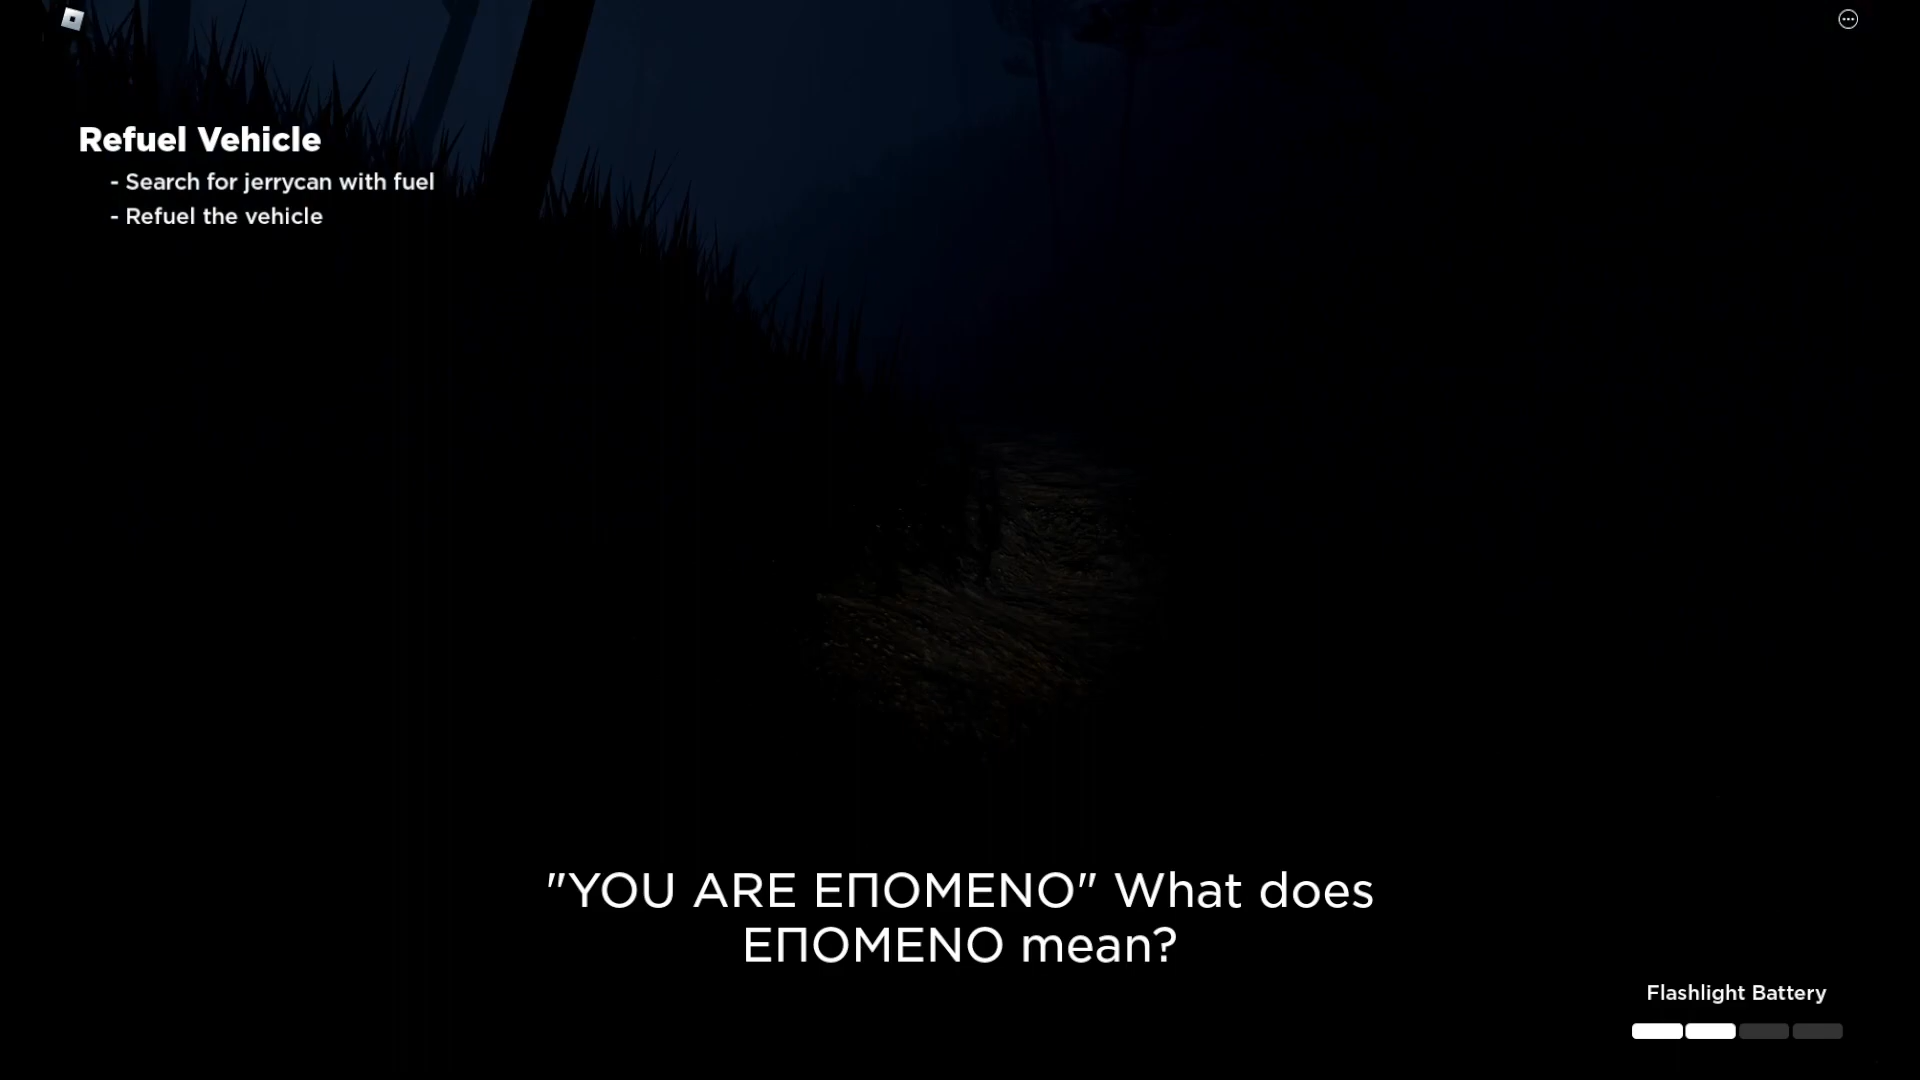 Refuel Vehicle
- Search for jerrycan with fuel
- Refuel the vehicle
"YOU ARE ΕΠΟΜΕΝΟ" What does
ΕΠΟΜΕΝΟ mean?
Flashlight Battery